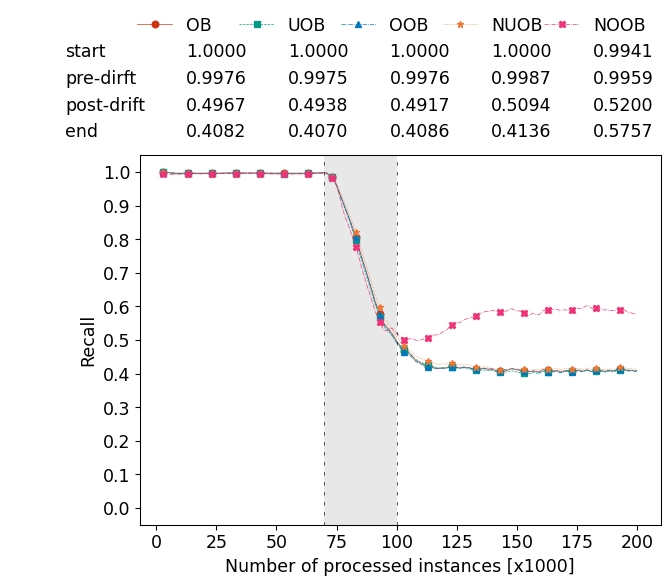 OB UOB OOB NUOB NOOB
start 1.0000 1.0000 1.0000 1.0000 0.9941
pre-dirft 0.9976 0.9975 0.9976 0.9987 0.9959
post-drift 0.4967 0.4938 0.4917 0.5094 0.5200
end 0.4082 0.4070 0.4086 0.4136 0.5757
1.0
0.9
0.8
0.7
0.6
0.5
0.4
0.3
0.2
0.1
0.0
Recall
0 25 50 75 100 125 150 175 200
Number of processed instances [x1000]